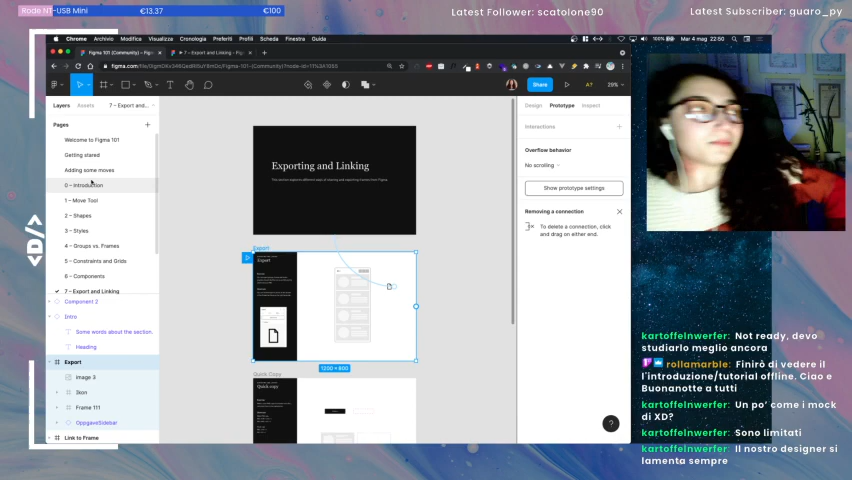 Rode NT-USB Mini €13.37 €100
Latest Follower: scatolone90
Latest Subscriber: guaro_py
Chrome Archivio Modifica Visualizza Cronologia Preferiti Profili Scheda Finestra Guida
100% Mar 4 mag 22:50
Figma 101 (Community) – Fig
7 – Export and Linking – Fig
Share A? 29%
Layers Assets 7 – Export and...
Design Prototype Inspect
Pages
Welcome to Figma 101
Getting stared
Adding some moves
0 – Introduction
1 – Move Tool
2 – Shapes
3 – Styles
4 – Groups vs. Frames
5 – Constraints and Grids
6 – Components
7 – Export and Linking
Component 2
Intro
Some words about the section.
Heading
Export
image 3
Ikon
Frame 111
OppgaveSidebar
Link to Frame
Exporting and Linking
Export
Export
1200 × 800
Quick Copy
Quick copy
Interactions
Overflow behavior
No scrolling
Show prototype settings
Removing a connection
To delete a connection, click
and drag on either end.
?
<D/>
kartoffelnwerfer: Not ready, devo
studiarlo meglio ancora
rollamarble: Finirò di vedere il
l'introduzione/tutorial offline. Ciao e
Buonanotte a tutti
kartoffelnwerfer: Un po' come i mock
di XD?
kartoffelnwerfer: Sono limitati
kartoffelnwerfer: Il nostro designer si
lamenta sempre